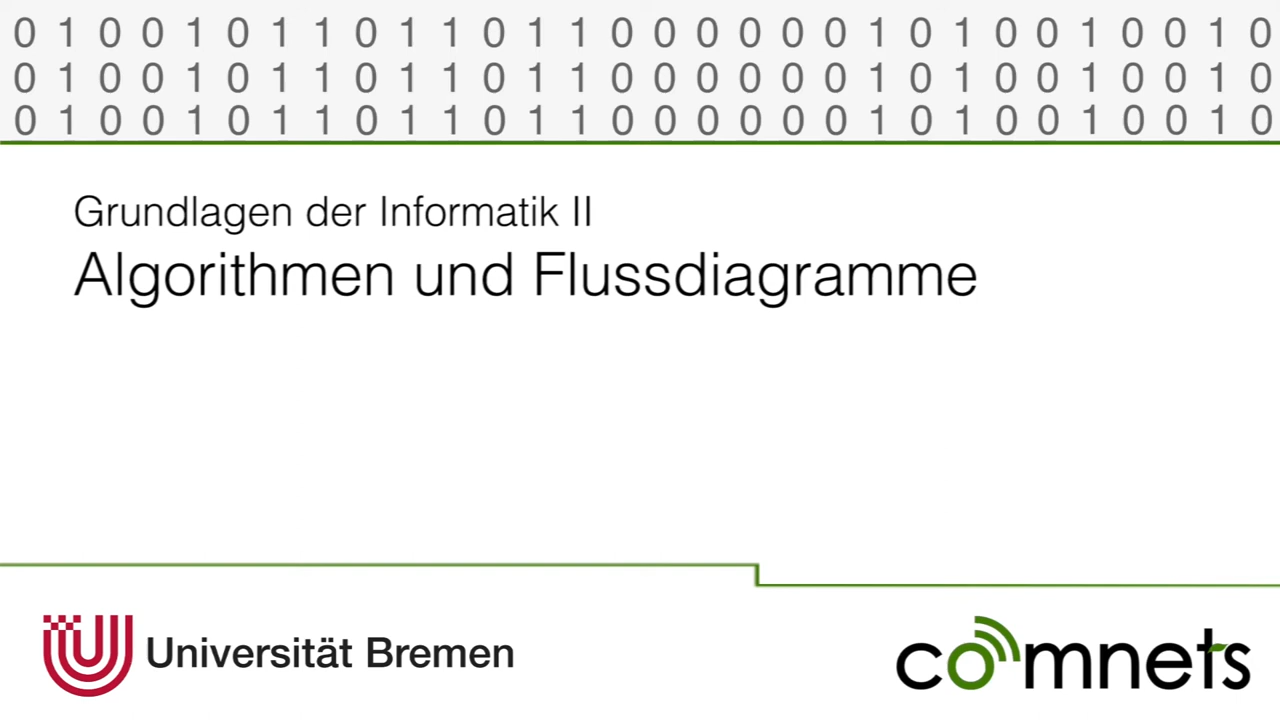 0 1 0 0 1 0 1 1 0 1 1 0 1 1 0 0 0 0 0 0 1 0 1 0 0 1 0 0 1 0
0 1 0 0 1 0 1 1 0 1 1 0 1 1 0 0 0 0 0 0 1 0 1 0 0 1 0 0 1 0
0 1 0 0 1 0 1 1 0 1 1 0 1 1 0 0 0 0 0 0 1 0 1 0 0 1 0 0 1 0
Grundlagen der Informatik II
Algorithmen und Flussdiagramme
Universität Bremen
comnets